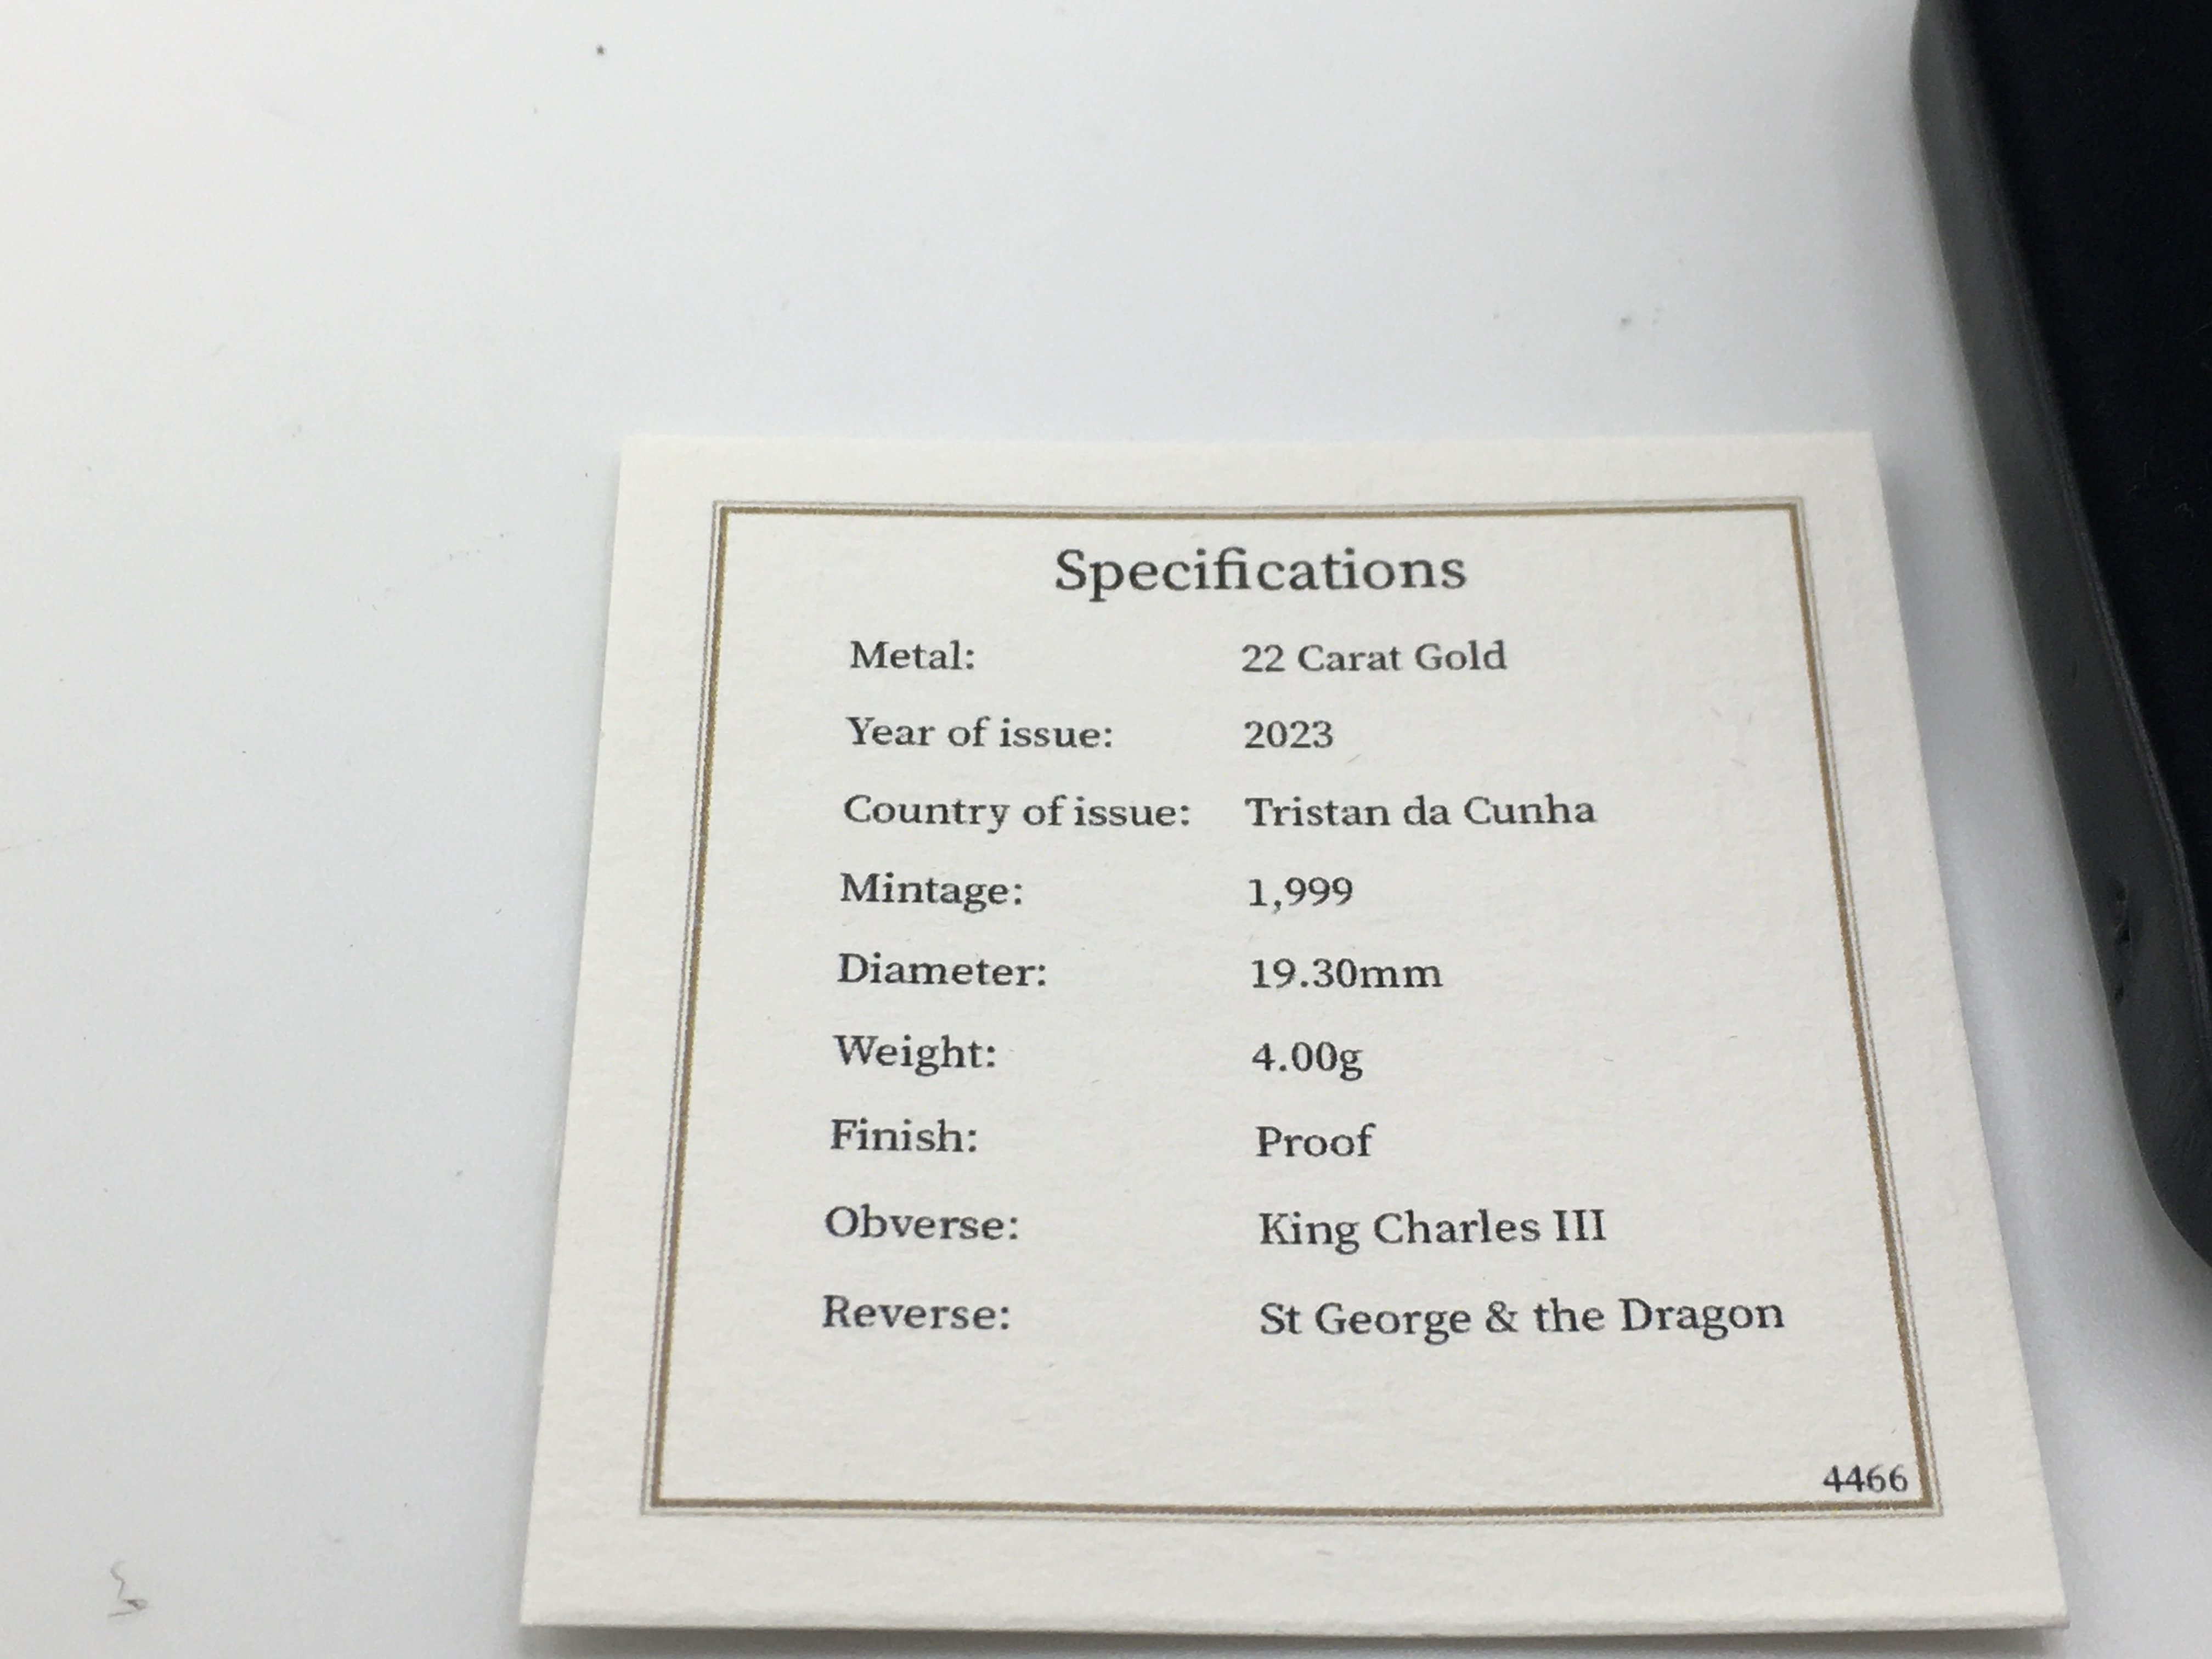 Specifications
Metal: 22 Carat Gold
Year of issue: 2023
Country of issue: Tristan da Cunha
Mintage: 1,999
Diameter: 19.30mm
Weight: 4.00g
Finish: Proof
Obverse: King Charles III
Reverse: St George & the Dragon
4466